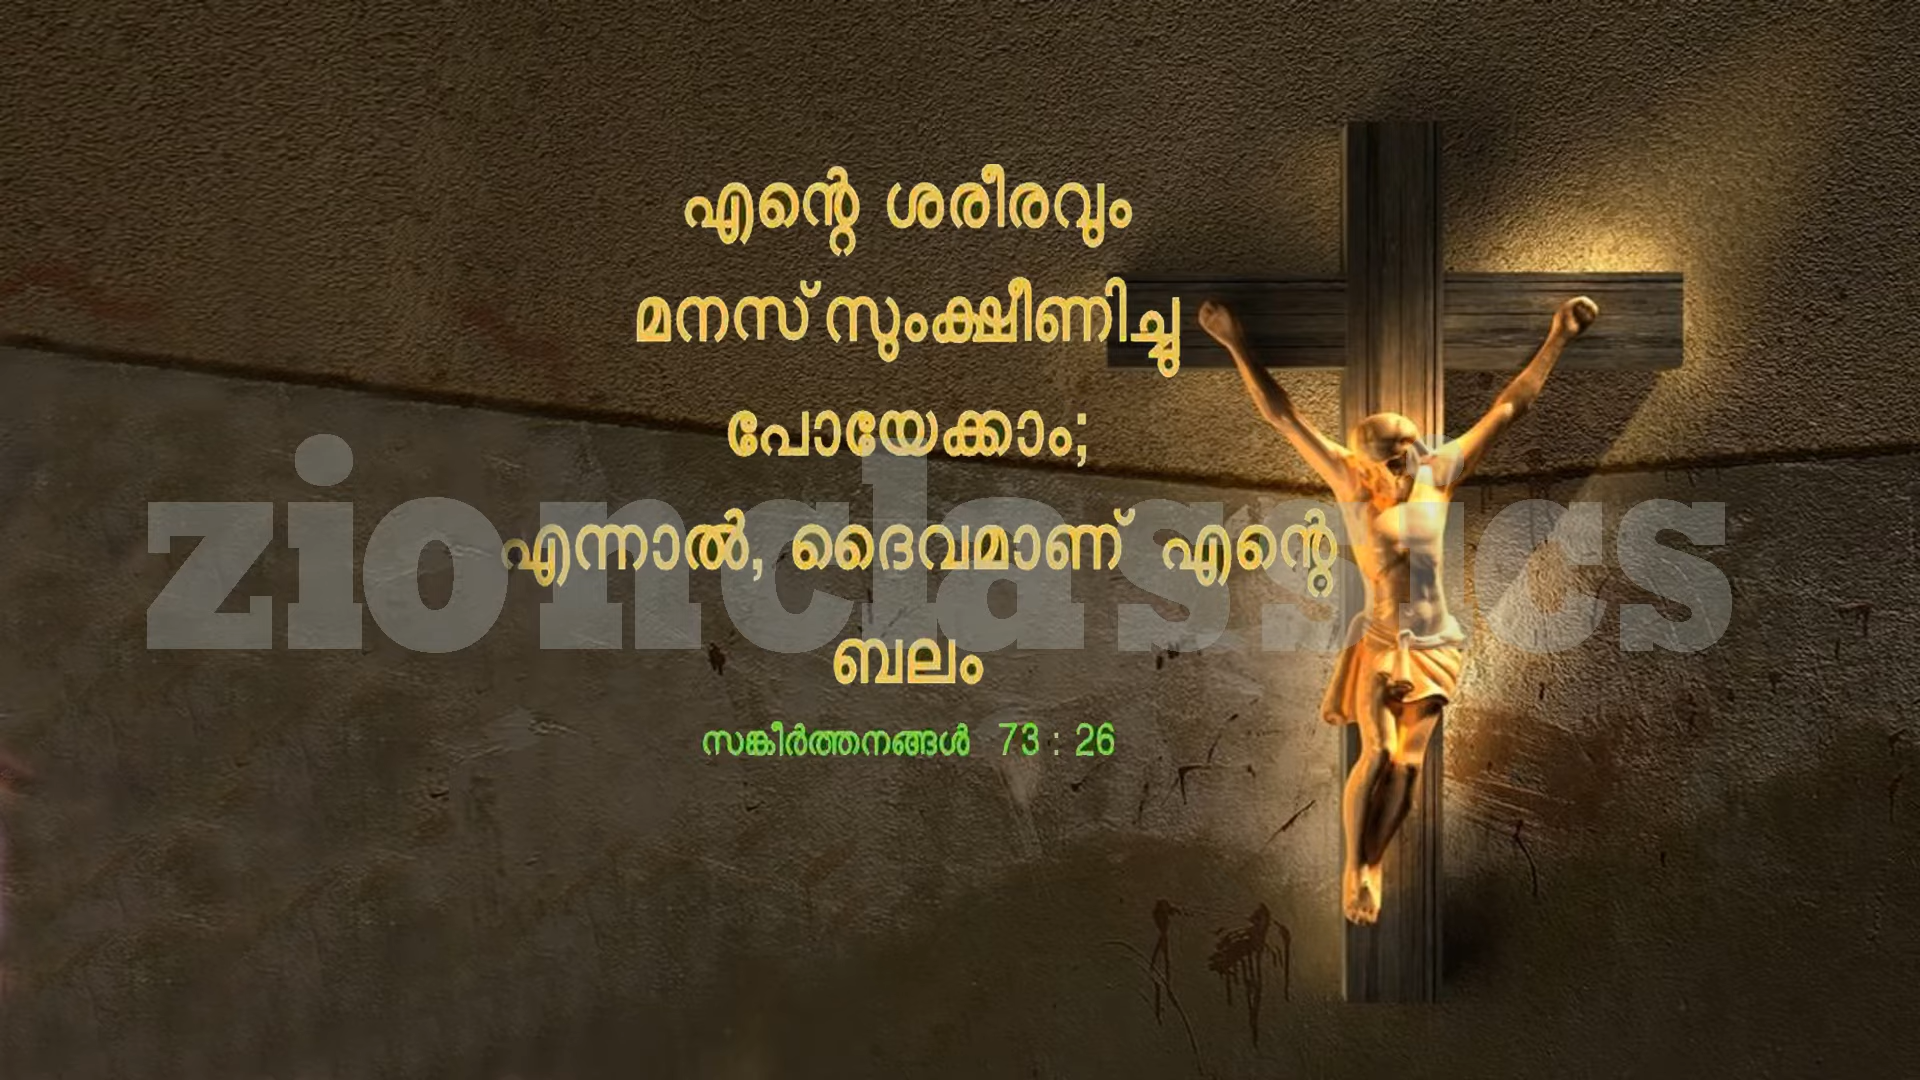 എന്റെ ശരീരവും
മനസ് സുംക്ഷീണിച്ചു
പോയേക്കാം;
എന്നാൽ, ദൈവമാണ് എന്റെ
ബലം
സങ്കീർത്തനങ്ങൾ 73 : 26
zionclassics